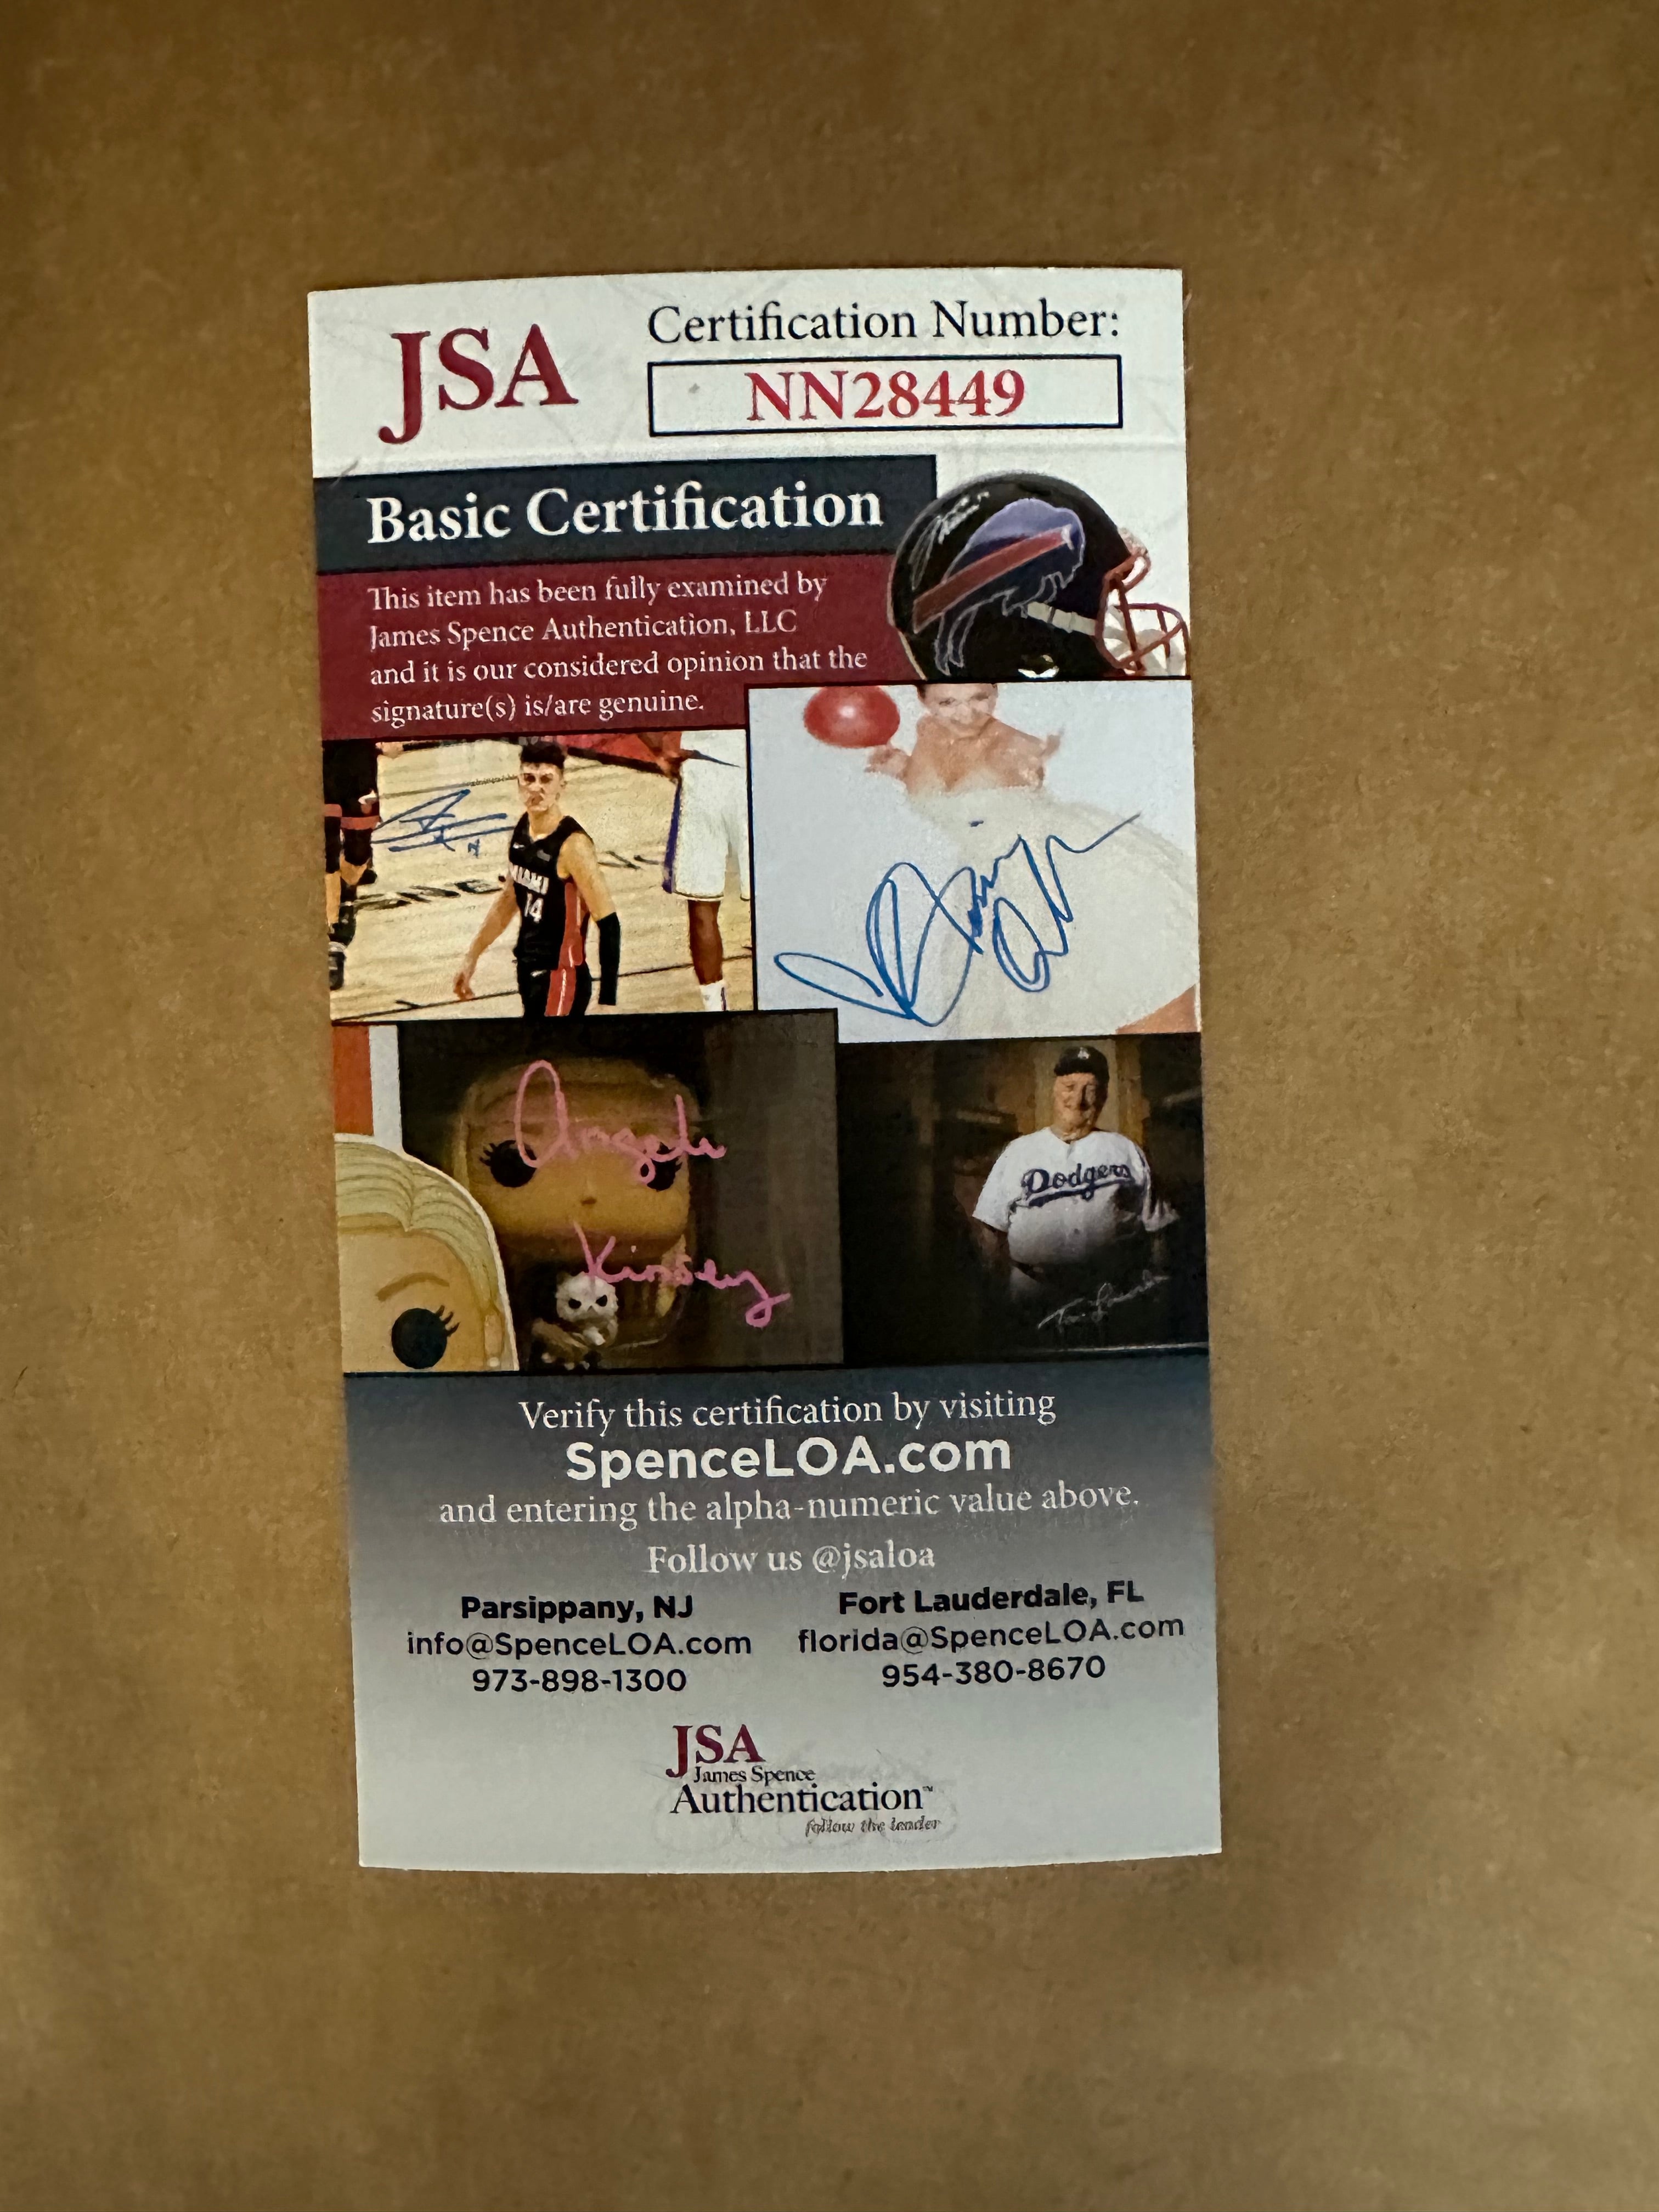 JSA
Certification Number:
NN28449
Basic Certification
This item has been fully examined by
James Spence Authentication, LLC
and it is our considered opinion that the
signature(s) is/are genuine.
MIAMI
14
Angela
Kinsey
Dodgers
Verify this certification by visiting
SpenceLOA.com
and entering the alpha-numeric value above.
Follow us @jsaloa
Parsippany, NJ
info@SpenceLOA.com
973-898-1300
Fort Lauderdale, FL
florida@SpenceLOA.com
954-380-8670
JSA
James Spence
Authentication™
follow the leader